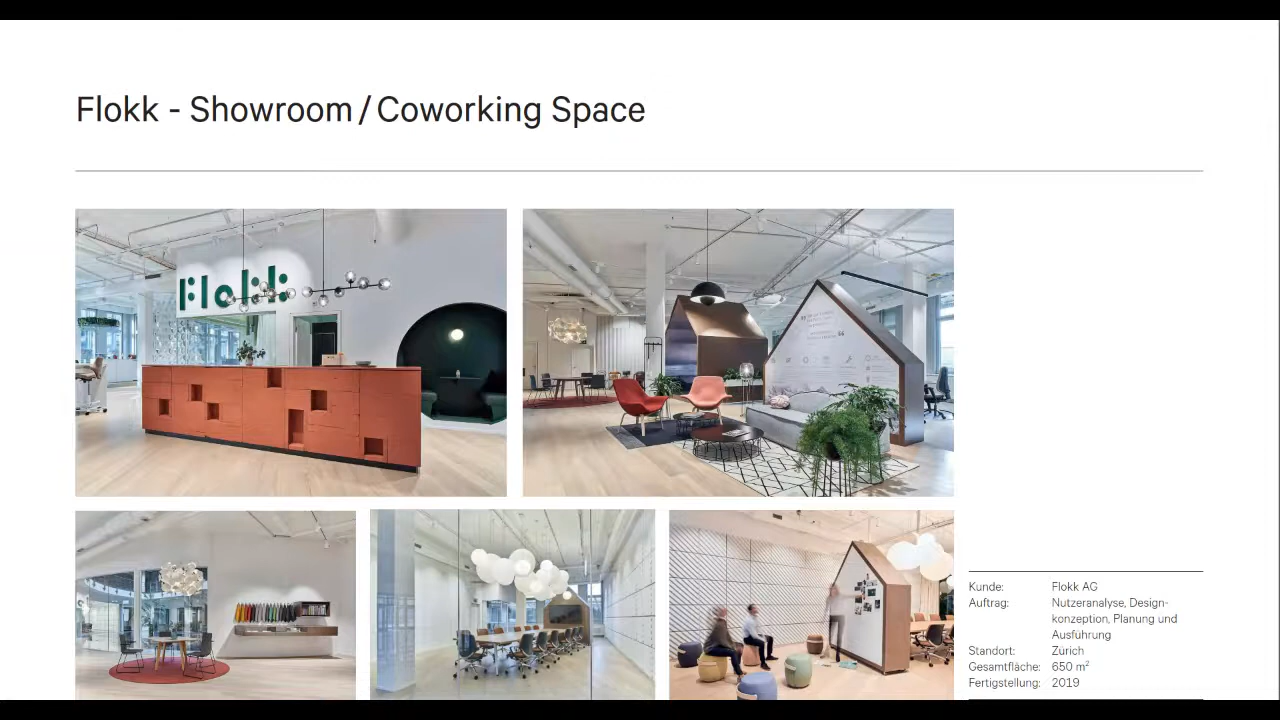 Flokk - Showroom / Coworking Space
Flokk
Kunde: Flokk AG
Auftrag: Nutzeranalyse, Design-
konzeption, Planung und
Ausführung
Standort: Zürich
Gesamtfläche: 650 m²
Fertigstellung: 2019